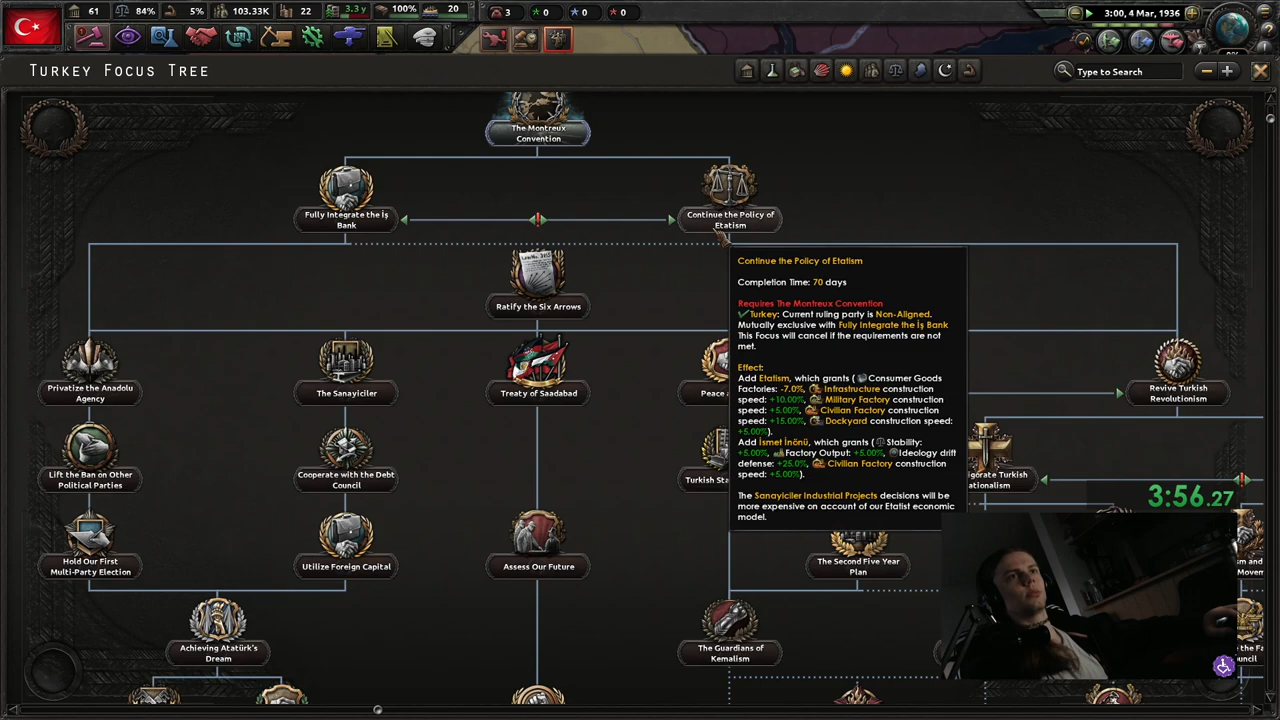 61 84% 5% 103.33K 22 3.3 y 100% 20 3 0 0 0 3:00, 4 Mar, 1936
TURKEY FOCUS TREE
Type to Search
The Montreux
Convention
Fully Integrate the İş
Bank
Continue the Policy of
Etatism
Ratify the Six Arrows
Continue the Policy of Etatism
Completion Time: 70 days
Requires The Montreux Convention
Turkey: Current ruling party is Non-Aligned.
Mutually exclusive with Fully Integrate the İş Bank
This Focus will cancel if the requirements are not
met.
Effect:
Add Etatism, which grants ( Consumer Goods
Factories: -7.0%, Infrastructure construction
speed: +10.00%, Military Factory construction
speed: +5.00%, Civilian Factory construction
speed: +15.00%, Dockyard construction speed:
+5.00%).
Add İsmet İnönü, which grants ( Stability:
+5.00%, Factory Output: +5.00%, Ideology drift
defense: +25.0%, Civilian Factory construction
speed: +5.00%).
The Sanayiciler Industrial Projects decisions will be
more expensive on account of our Etatist economic
model.
Privatize the Anadolu
Agency
The Sanayiciler
Treaty of Saadabad
Peace
Revive Turkish
Revolutionism
Lift the Ban on Other
Political Parties
Cooperate with the Debt
Council
Turkish Sta
3:56.27
Hold Our First
Multi-Party Election
Utilize Foreign Capital
Assess Our Future
The Second Five Year
Plan
Achieving Atatürk's
Dream
The Guardians of
Kemalism